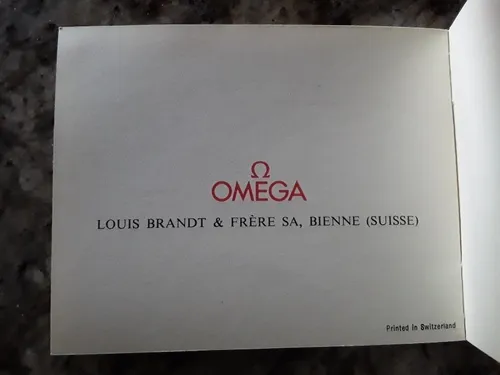 Ω
OMEGA
LOUIS BRANDT & FRÈRE SA, BIENNE (SUISSE)
Printed in Switzerland